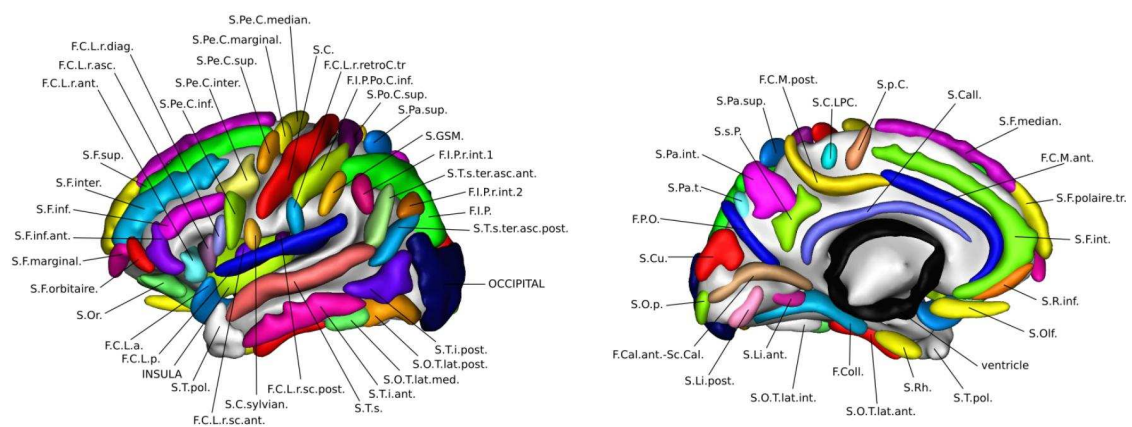 S.Pe.C.median.
S.Pe.C.marginal.
S.C.
F.C.L.r.diag.
F.C.L.r.retroC.tr
F.C.L.r.asc.
S.Pe.C.sup.
F.I.P.Po.C.inf.
F.C.L.r.ant.
S.Pe.C.inter.
S.Po.C.sup.
S.Pe.C.inf.
S.Pa.sup.
S.GSM.
S.F.sup.
F.I.P.r.int.1
S.F.inter.
S.T.s.ter.asc.ant.
S.F.inf.
F.I.P.r.int.2
S.F.inf.ant.
F.I.P.
S.F.marginal.
S.T.s.ter.asc.post.
S.F.orbitaire.
OCCIPITAL
S.Or.
F.C.L.a.
F.C.L.p.
INSULA
S.T.pol.
F.C.L.r.sc.ant.
S.C.sylvian.
F.C.L.r.sc.post.
S.T.s.
S.T.i.ant.
S.O.T.lat.med.
S.O.T.lat.post.
S.T.i.post.
F.C.M.post.
S.p.C.
S.Call.
S.Pa.sup.
S.C.LPC.
S.F.median.
S.s.P.
F.C.M.ant.
S.Pa.int.
S.F.polaire.tr.
S.Pa.t.
F.P.O.
S.F.int.
S.Cu.
S.R.inf.
S.O.p.
S.Olf.
F.Cal.ant.-Sc.Cal.
S.Li.ant.
ventricle
S.Li.post.
F.Coll.
S.Rh.
S.T.pol.
S.O.T.lat.int.
S.O.T.lat.ant.